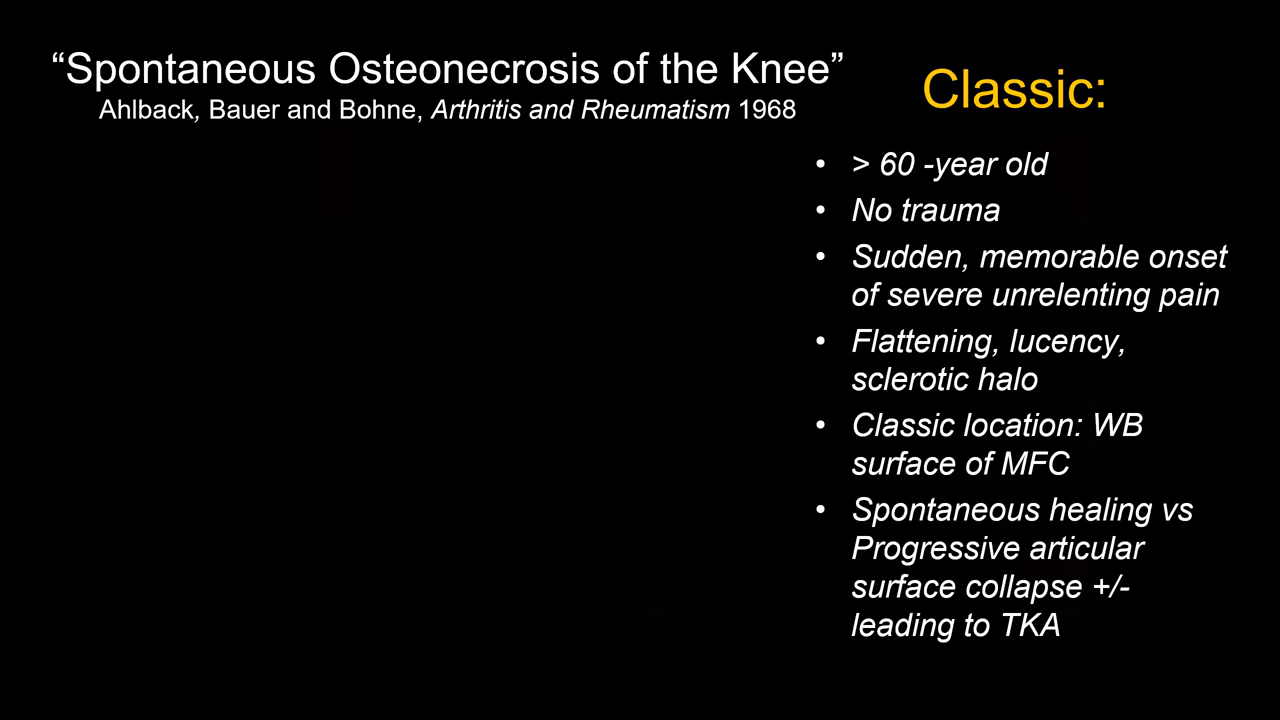 “Spontaneous Osteonecrosis of the Knee”
Ahlback, Bauer and Bohne, Arthritis and Rheumatism 1968
Classic:
• > 60 -year old
• No trauma
• Sudden, memorable onset
of severe unrelenting pain
• Flattening, lucency,
sclerotic halo
• Classic location: WB
surface of MFC
• Spontaneous healing vs
Progressive articular
surface collapse +/-
leading to TKA